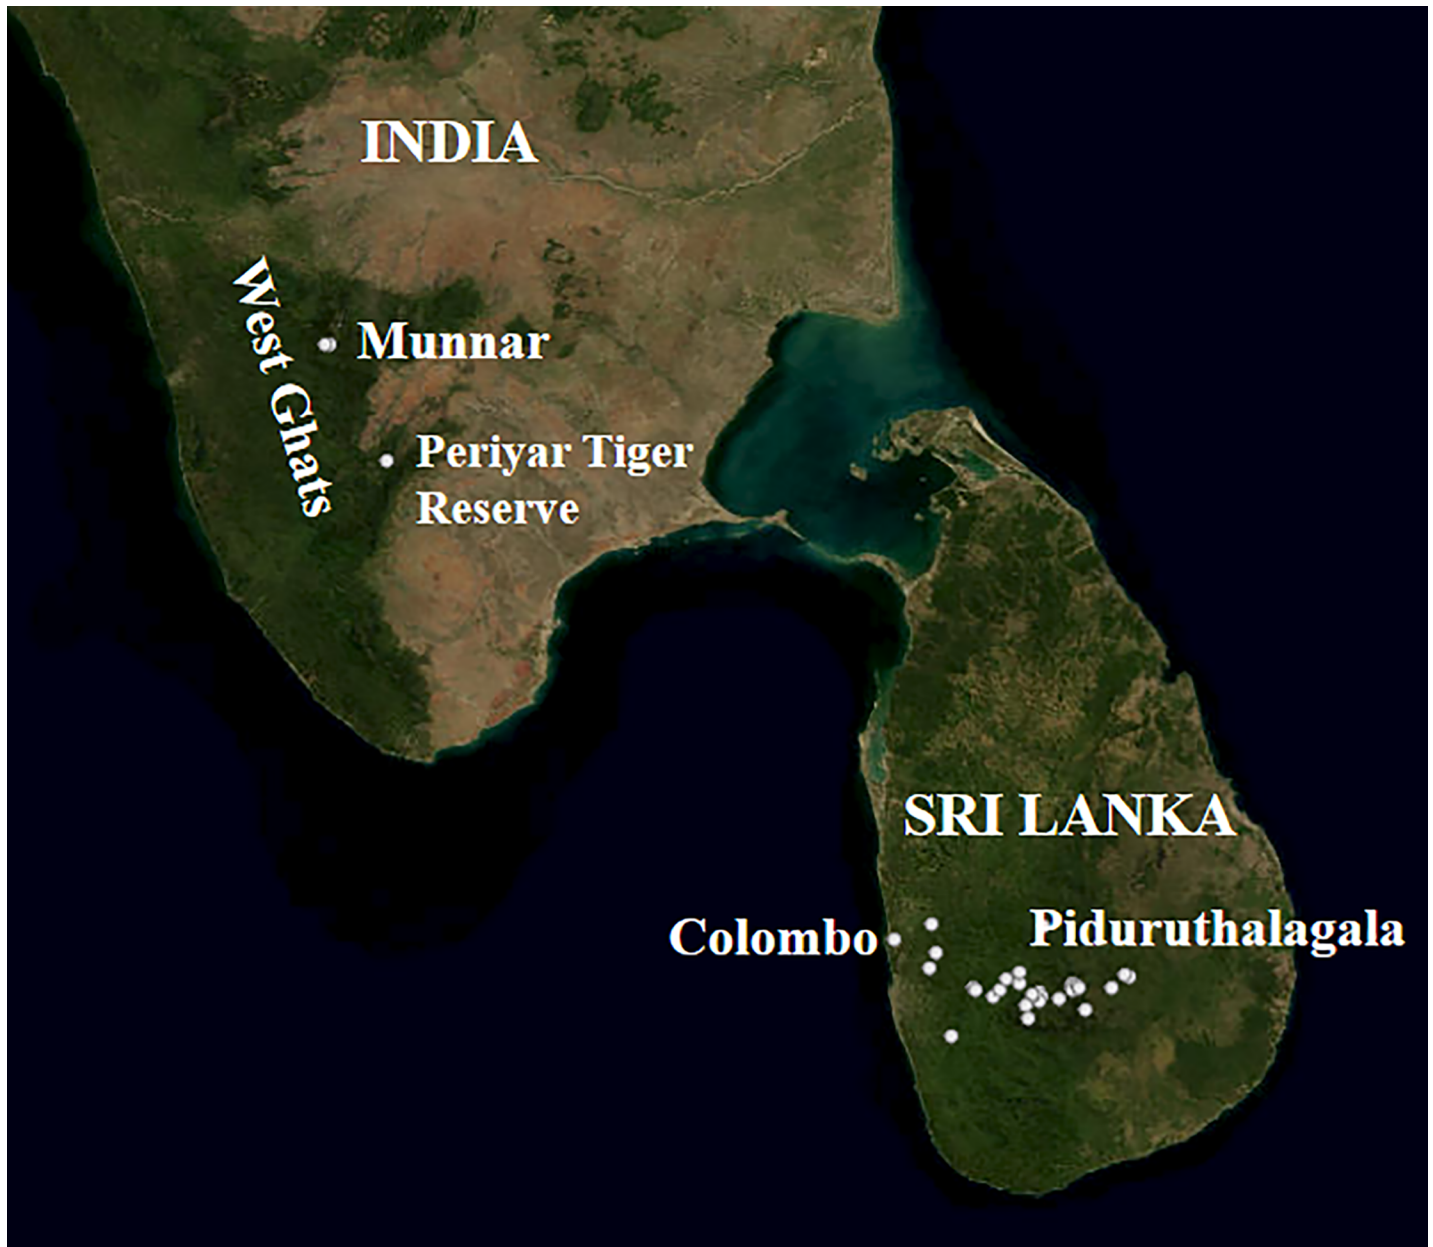 INDIA
West Ghats
Munnar
Periyar Tiger
Reserve
SRI LANKA
Colombo
Piduruthalagala